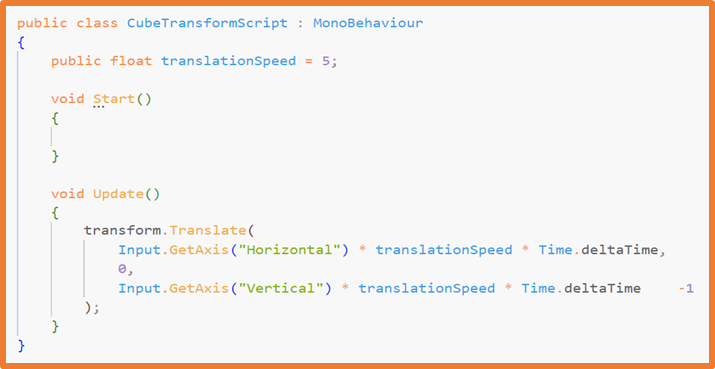 public class CubeTransformScript : MonoBehaviour
{
public float translationSpeed = 5;
void Start()
{
}
void Update()
{
transform.Translate(
Input.GetAxis("Horizontal") * translationSpeed * Time.deltaTime,
0,
Input.GetAxis("Vertical") * translationSpeed * Time.deltaTime -1
);
}
}